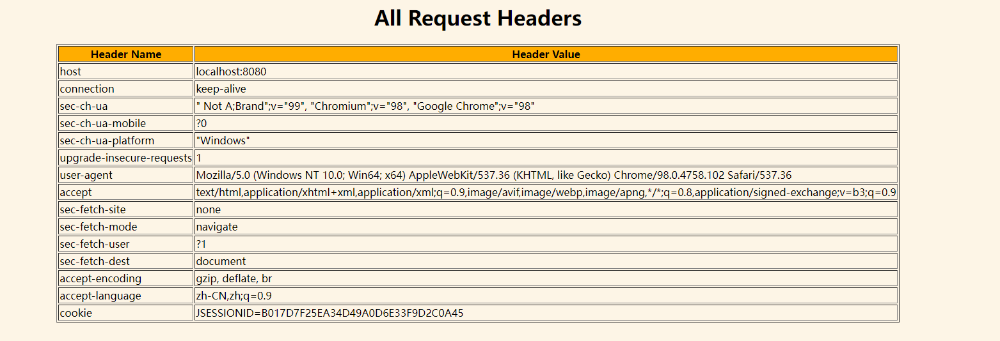 All Request Headers
Header Name Header Value
host localhost:8080
connection keep-alive
sec-ch-ua " Not A;Brand";v="99", "Chromium";v="98", "Google Chrome";v="98"
sec-ch-ua-mobile ?0
sec-ch-ua-platform "Windows"
upgrade-insecure-requests 1
user-agent Mozilla/5.0 (Windows NT 10.0; Win64; x64) AppleWebKit/537.36 (KHTML, like Gecko) Chrome/98.0.4758.102 Safari/537.36
accept text/html,application/xhtml+xml,application/xml;q=0.9,image/avif,image/webp,image/apng,*/*;q=0.8,application/signed-exchange;v=b3;q=0.9
sec-fetch-site none
sec-fetch-mode navigate
sec-fetch-user ?1
sec-fetch-dest document
accept-encoding gzip, deflate, br
accept-language zh-CN,zh;q=0.9
cookie JSESSIONID=B017D7F25EA34D49A0D6E33F9D2C0A45